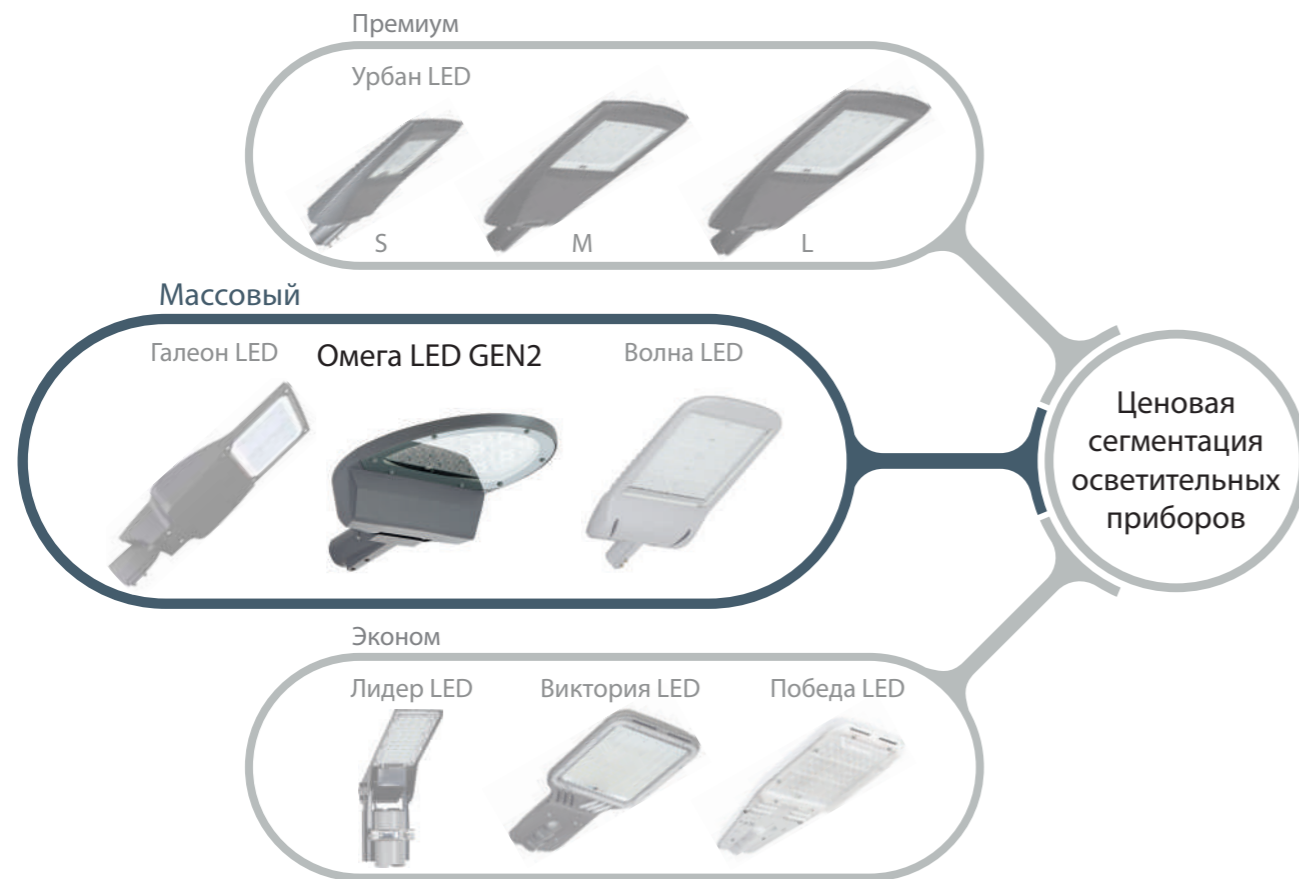 Премиум
Урбан LED
S
M
L
Массовый
Галеон LED
Омега LED GEN2
Волна LED
Ценовая
сегментация
осветительных
приборов
Эконом
Лидер LED
Виктория LED
Победа LED